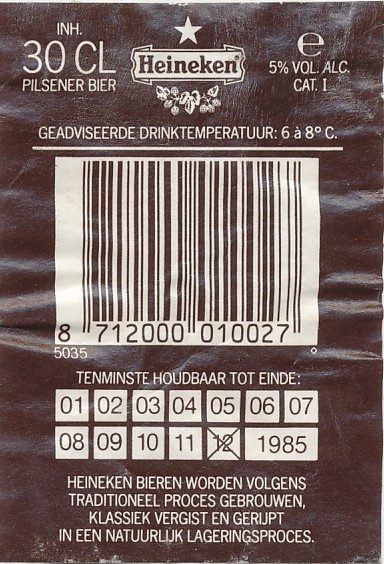 INH.
30 CL
PILSENER BIER
Heineken
e
5% VOL. ALC.
CAT. I
GEADVISEERDE DRINKTEMPERATUUR: 6 à 8° C.
8 712000 010027
5035
TENMINSTE HOUDBAAR TOT EINDE:
01 02 03 04 05 06 07
08 09 10 11 12 1985
HEINEKEN BIEREN WORDEN VOLGENS
TRADITIONEEL PROCES GEBROUWEN,
KLASSIEK VERGIST EN GERIJPT
IN EEN NATUURLIJK LAGERINGSPROCES.